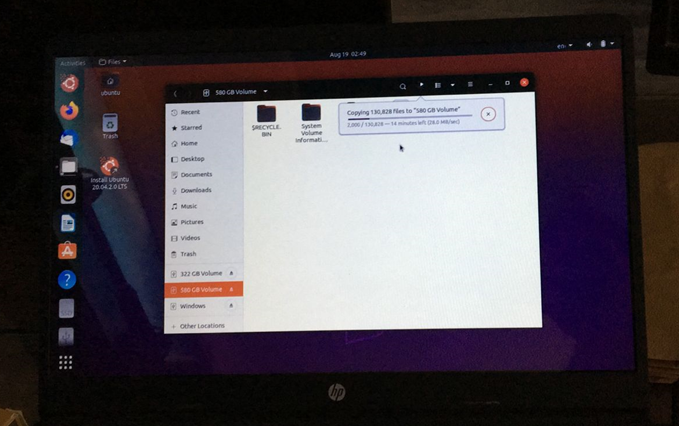 Activities
Files
Aug 19 02:49
en
ubuntu
Trash
Install Ubuntu
20.04.2.0 LTS
580 GB Volume
Recent
Starred
Home
Desktop
Documents
Downloads
Music
Pictures
Videos
Trash
322 GB Volume
580 GB Volume
Windows
+ Other Locations
$RECYCLE.
BIN
System
Volume
Informati...
Copying 130,828 files to "580 GB Volume"
2,006 / 130,828 — 14 minutes left (28.0 MB/sec)
hp